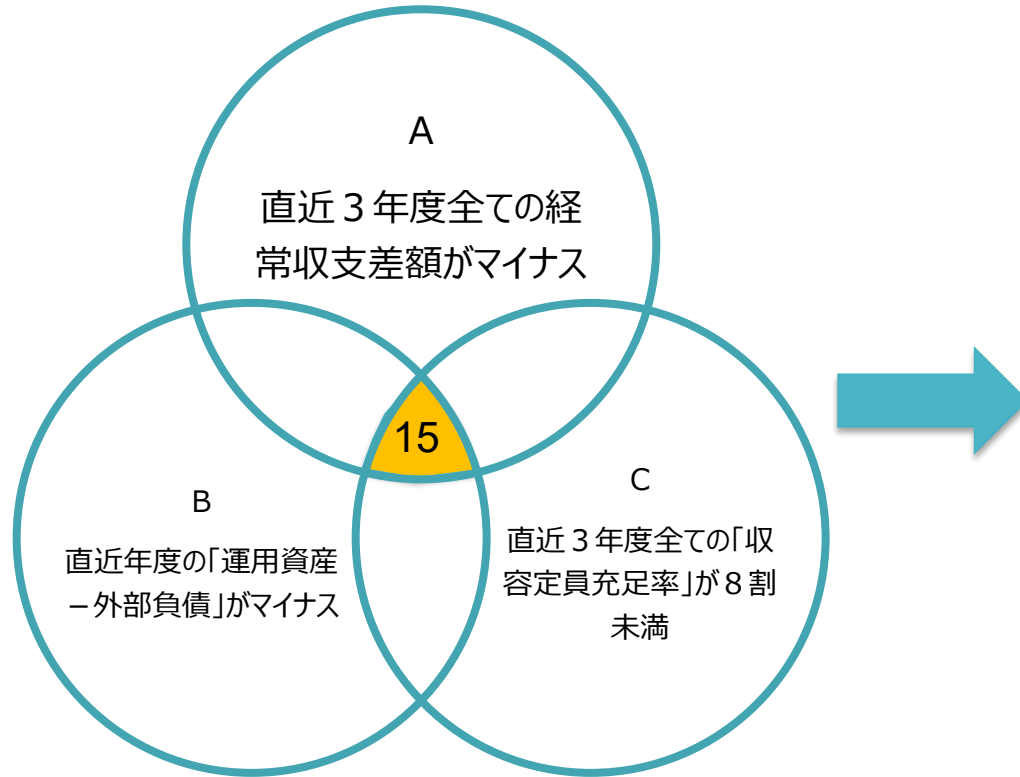 A
直近３年度全ての経
常収支差額がマイナス
15
B
直近年度の「運用資産
－外部負債」がマイナス
C
直近３年度全ての「収
容定員充足率」が８割
未満